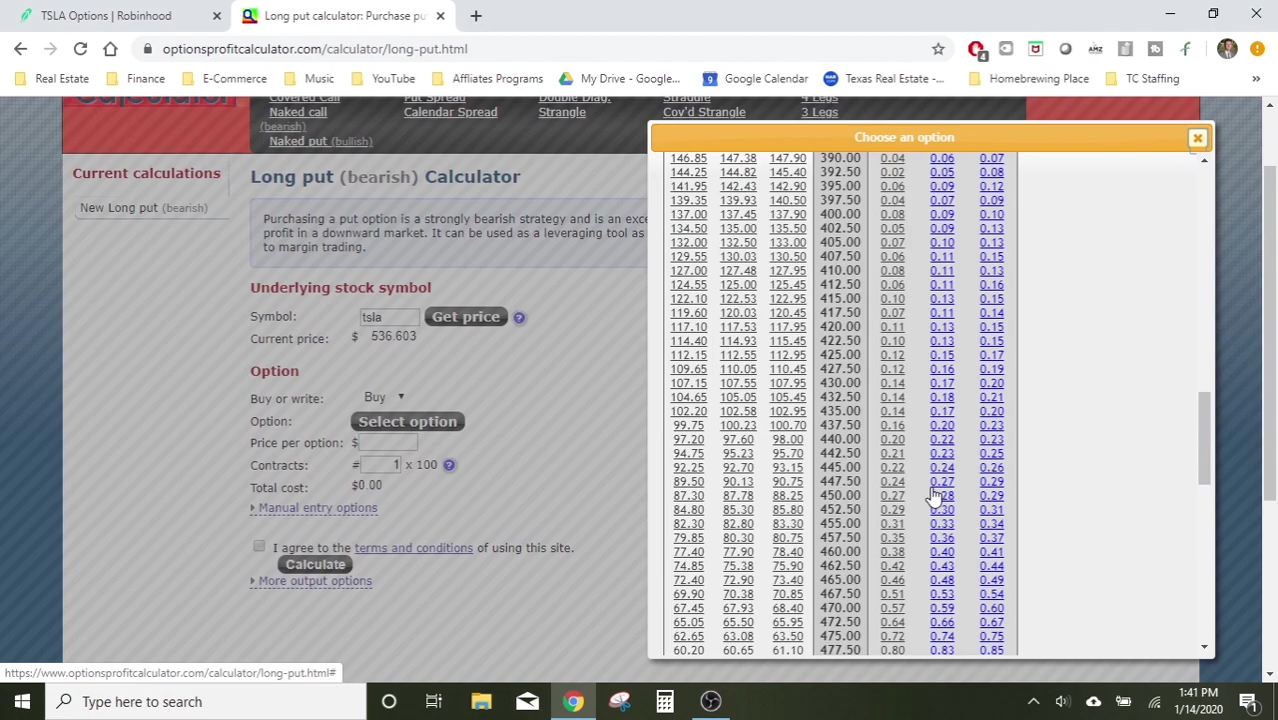 TSLA Options | Robinhood
Long put calculator: Purchase pu
optionsprofitcalculator.com/calculator/long-put.html
4
AMZ
Real Estate
Finance
E-Commerce
Music
YouTube
Affliates Programs
My Drive - Google...
9
Google Calendar
HAR
Texas Real Estate -...
Homebrewing Place
TC Staffing
»
Calculator
Covered Call
Put Spread
Double Diag.
Straddle
4 Legs
Naked call
Calendar Spread
Strangle
Cov'd Strangle
3 Legs
(bearish)
Naked put (bullish)
Choose an option
Current calculations
New Long put (bearish)
Long put (bearish) Calculator
Purchasing a put option is a strongly bearish strategy and is an exce
profit in a downward market. It can be used as a leveraging tool as
to margin trading.
Underlying stock symbol
Symbol:
tsla
Get price
?
Current price:
$ 536.603
Option
Buy or write:
Buy
Option:
Select option
Price per option:
$
Contracts:
#
1
x 100
?
Total cost:
$0.00
Manual entry options
I agree to the terms and conditions of using this site.
Calculate
More output options
146.85 147.38 147.90 390.00 0.04 0.06 0.07
144.25 144.82 145.40 392.50 0.02 0.05 0.08
141.95 142.43 142.90 395.00 0.06 0.09 0.12
139.35 139.93 140.50 397.50 0.04 0.07 0.09
137.00 137.45 137.90 400.00 0.08 0.09 0.10
134.50 135.00 135.50 402.50 0.05 0.09 0.13
132.00 132.50 133.00 405.00 0.07 0.10 0.13
129.55 130.03 130.50 407.50 0.06 0.11 0.15
127.00 127.48 127.95 410.00 0.08 0.11 0.13
124.55 125.00 125.45 412.50 0.06 0.11 0.16
122.10 122.53 122.95 415.00 0.10 0.13 0.15
119.60 120.03 120.45 417.50 0.07 0.11 0.14
117.10 117.53 117.95 420.00 0.11 0.13 0.15
114.40 114.93 115.45 422.50 0.10 0.13 0.15
112.15 112.55 112.95 425.00 0.12 0.15 0.17
109.65 110.05 110.45 427.50 0.12 0.16 0.19
107.15 107.55 107.95 430.00 0.14 0.17 0.20
104.65 105.05 105.45 432.50 0.14 0.18 0.21
102.20 102.58 102.95 435.00 0.14 0.17 0.20
99.75 100.23 100.70 437.50 0.16 0.20 0.23
97.20 97.60 98.00 440.00 0.20 0.22 0.23
94.75 95.23 95.70 442.50 0.21 0.23 0.25
92.25 92.70 93.15 445.00 0.22 0.24 0.26
89.50 90.13 90.75 447.50 0.24 0.27 0.29
87.30 87.78 88.25 450.00 0.27 0.28 0.29
84.80 85.30 85.80 452.50 0.29 0.30 0.31
82.30 82.80 83.30 455.00 0.31 0.33 0.34
79.85 80.30 80.75 457.50 0.35 0.36 0.37
77.40 77.90 78.40 460.00 0.38 0.40 0.41
74.85 75.38 75.90 462.50 0.42 0.43 0.44
72.40 72.90 73.40 465.00 0.46 0.48 0.49
69.90 70.38 70.85 467.50 0.51 0.53 0.54
67.45 67.93 68.40 470.00 0.57 0.59 0.60
65.05 65.50 65.95 472.50 0.64 0.66 0.67
62.65 63.08 63.50 475.00 0.72 0.74 0.75
60.20 60.65 61.10 477.50 0.80 0.83 0.85
https://www.optionsprofitcalculator.com/calculator/long-put.html#
Type here to search
1:41 PM
1/14/2020
1